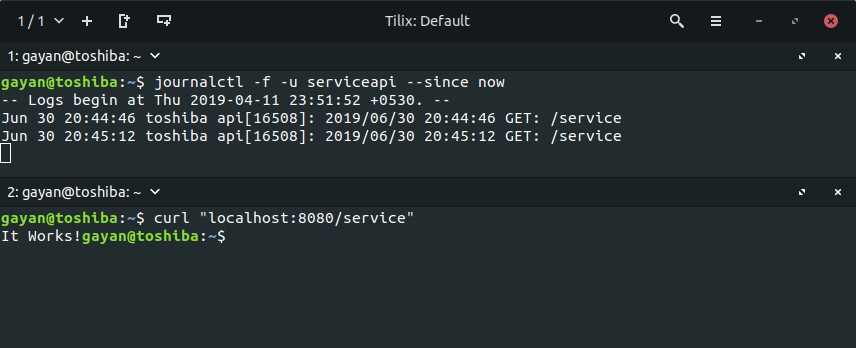 1 / 1
Tilix: Default
1: gayan@toshiba: ~
gayan@toshiba:~$ journalctl -f -u serviceapi --since now
-- Logs begin at Thu 2019-04-11 23:51:52 +0530. --
Jun 30 20:44:46 toshiba api[16508]: 2019/06/30 20:44:46 GET: /service
Jun 30 20:45:12 toshiba api[16508]: 2019/06/30 20:45:12 GET: /service
2: gayan@toshiba: ~
gayan@toshiba:~$ curl "localhost:8080/service"
It Works!gayan@toshiba:~$